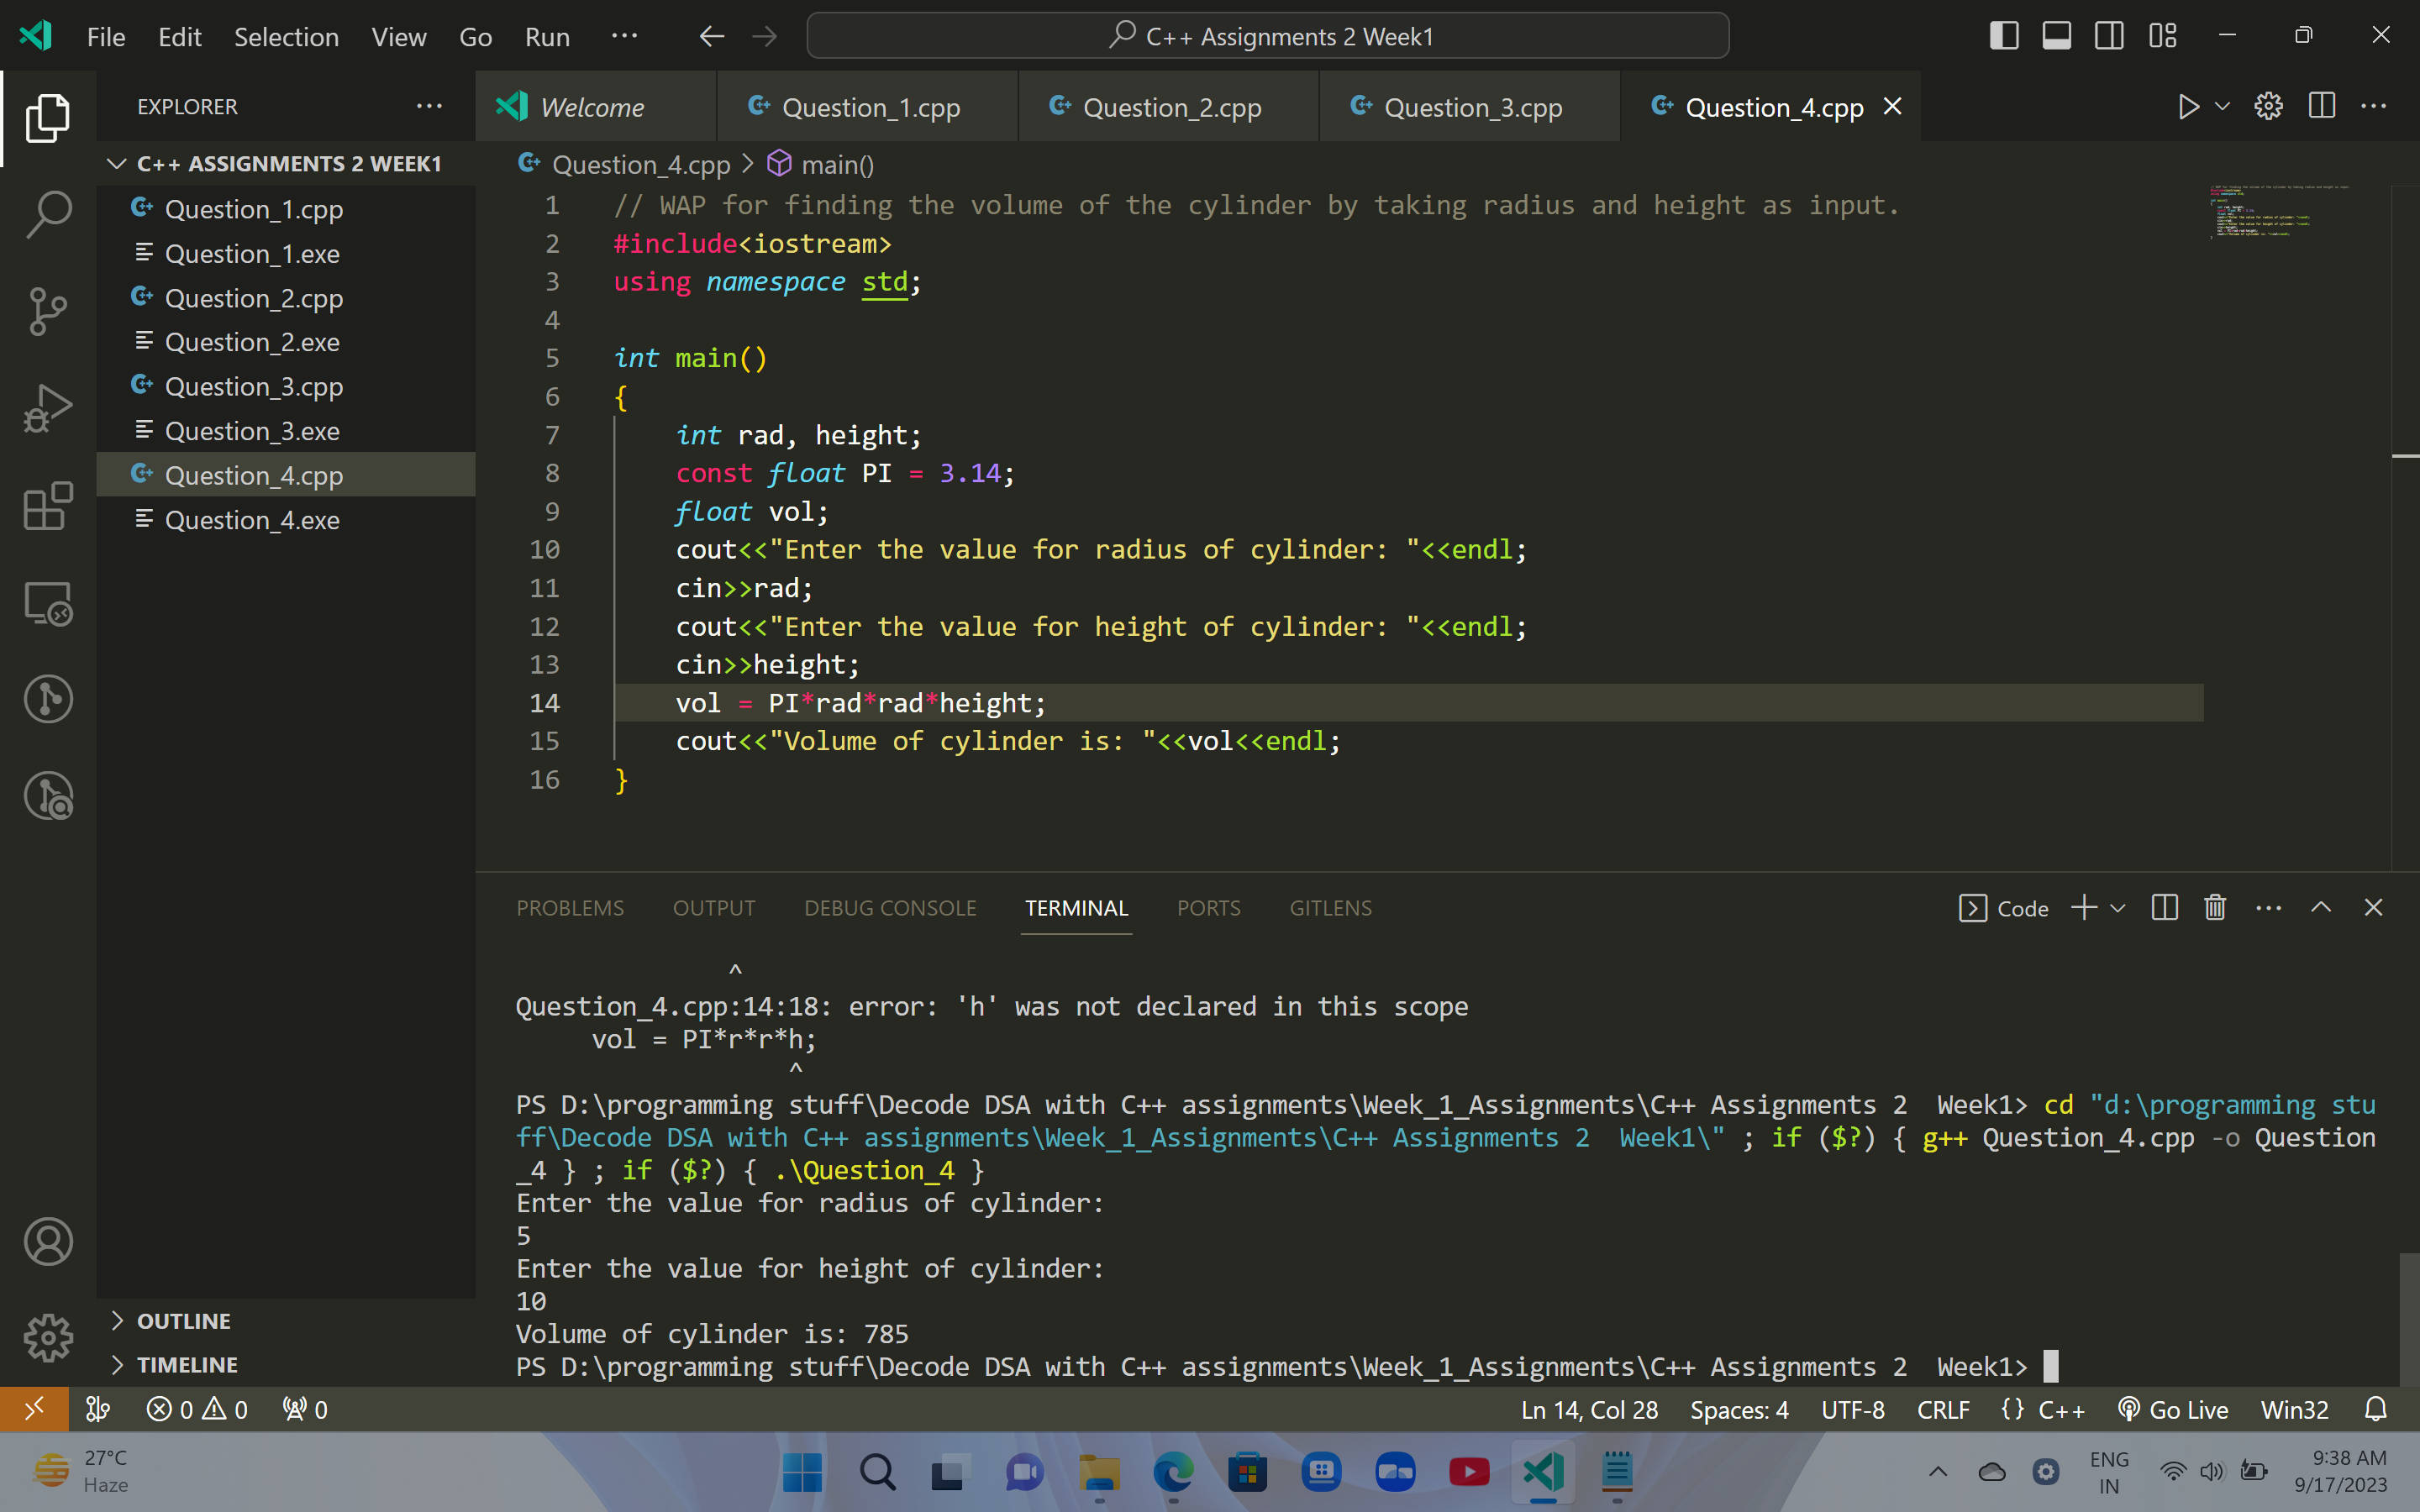 File Edit Selection View Go Run ··· C++ Assignments 2 Week1
EXPLORER ··· Welcome Question_1.cpp Question_2.cpp Question_3.cpp Question_4.cpp
C++ ASSIGNMENTS 2 WEEK1
Question_1.cpp
Question_1.exe
Question_2.cpp
Question_2.exe
Question_3.cpp
Question_3.exe
Question_4.cpp
Question_4.exe
OUTLINE
TIMELINE
Question_4.cpp > main()
1 // WAP for finding the volume of the cylinder by taking radius and height as input.
2 #include<iostream>
3 using namespace std;
4
5 int main()
6 {
7     int rad, height;
8     const float PI = 3.14;
9     float vol;
10     cout<<"Enter the value for radius of cylinder: "<<endl;
11     cin>>rad;
12     cout<<"Enter the value for height of cylinder: "<<endl;
13     cin>>height;
14     vol = PI*rad*rad*height;
15     cout<<"Volume of cylinder is: "<<vol<<endl;
16 }
PROBLEMS OUTPUT DEBUG CONSOLE TERMINAL PORTS GITLENS Code
^
Question_4.cpp:14:18: error: 'h' was not declared in this scope
     vol = PI*r*r*h;
                  ^
PS D:\programming stuff\Decode DSA with C++ assignments\Week_1_Assignments\C++ Assignments 2  Week1> cd "d:\programming stu
ff\Decode DSA with C++ assignments\Week_1_Assignments\C++ Assignments 2  Week1\" ; if ($?) { g++ Question_4.cpp -o Question
_4 } ; if ($?) { .\Question_4 }
Enter the value for radius of cylinder:
5
Enter the value for height of cylinder:
10
Volume of cylinder is: 785
PS D:\programming stuff\Decode DSA with C++ assignments\Week_1_Assignments\C++ Assignments 2  Week1>
0 0 0 Ln 14, Col 28 Spaces: 4 UTF-8 CRLF {} C++ Go Live Win32
27°C
Haze
ENG
IN
9:38 AM
9/17/2023